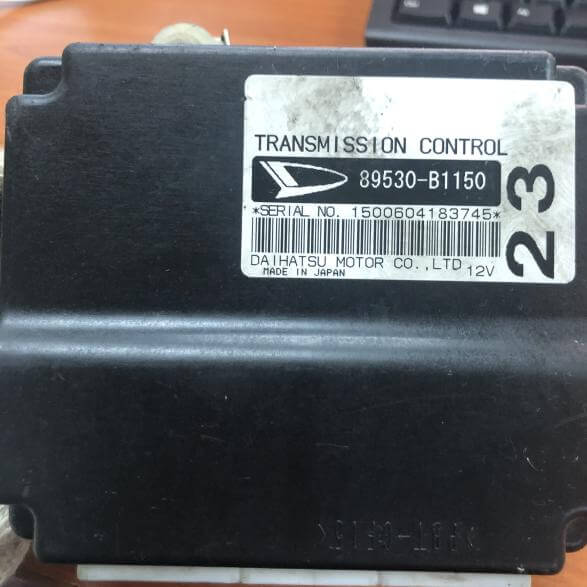 TRANSMISSION CONTROL
89530-B1150
*SERIAL NO. 1500604183745*
DAIHATSU MOTOR CO.,LTD 12V
MADE IN JAPAN
23